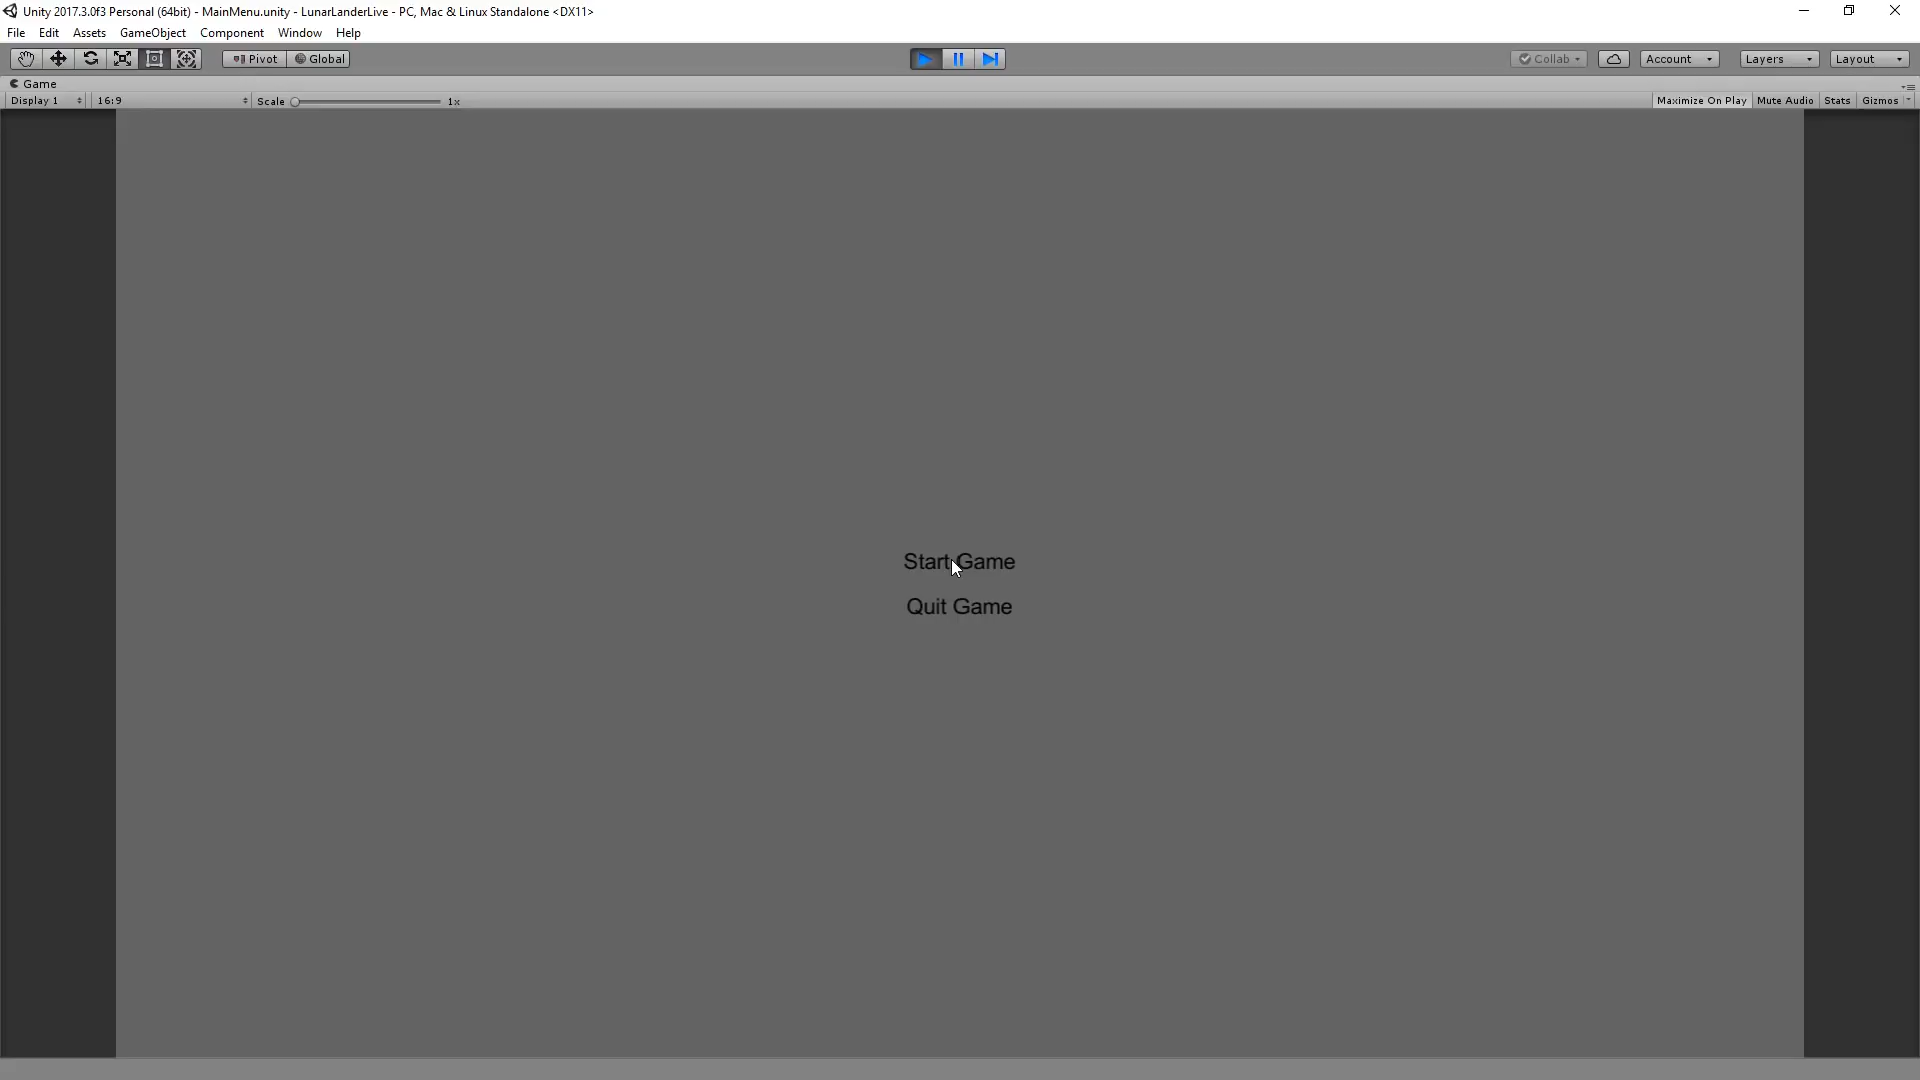 Unity 2017.3.0f3 Personal (64bit) - MainMenu.unity - LunarLanderLive - PC, Mac & Linux Standalone <DX11>
File Edit Assets GameObject Component Window Help
Pivot Global Collab Account Layers Layout
Game
Display 1 16:9 Scale 1x Maximize On Play Mute Audio Stats Gizmos
Start Game
Quit Game